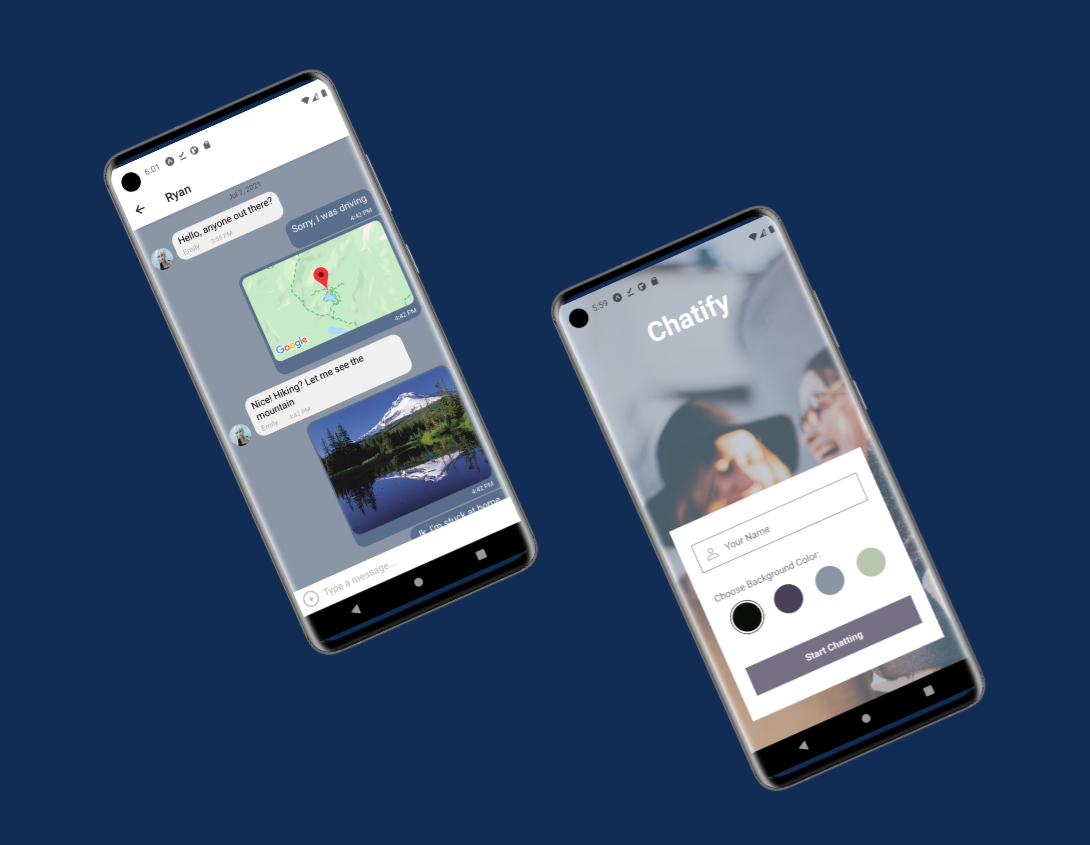 6:01
Ryan
Jul 7, 2021
Hello, anyone out there?
Emily 3:55 PM
Sorry, I was driving
4:42 PM
Google
4:42 PM
Nice! Hiking? Let me see the
mountain
Emily 4:42 PM
4:42 PM
I'm stuck at home
Type a message...
5:59
Chatify
Your Name
Choose Background Color:
Start Chatting